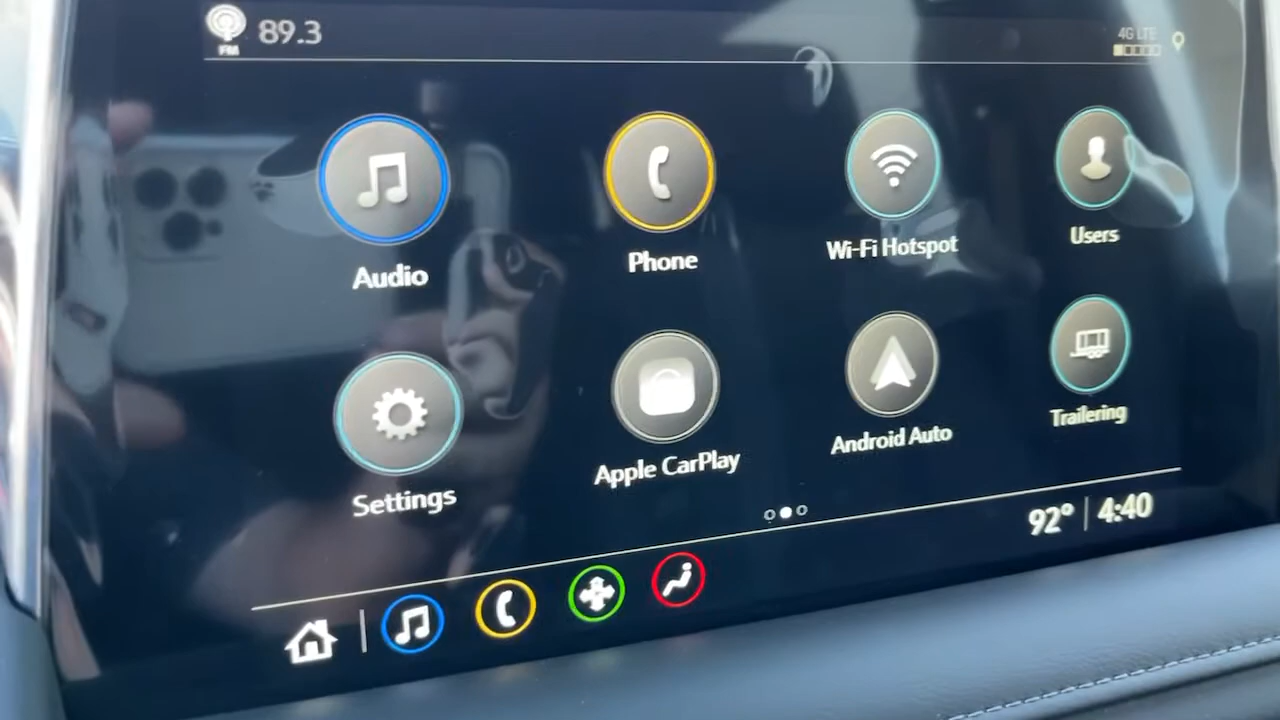 FM 89.3
4G LTE
Audio
Phone
Wi-Fi Hotspot
Users
Settings
Apple CarPlay
Android Auto
Trailering
92° 4:40